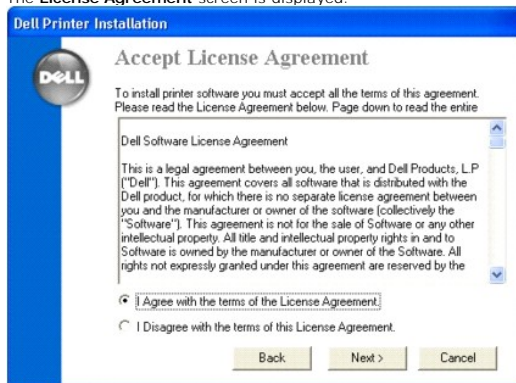 The License Agreement screen is displayed.
Dell Printer Installation
DELL
Accept License Agreement
To install printer software you must accept all the terms of this agreement.
Please read the License Agreement below. Page down to read the entire
Dell Software License Agreement
This is a legal agreement between you, the user, and Dell Products, L.P
("Dell"). This agreement covers all software that is distributed with the
Dell product, for which there is no separate license agreement between
you and the manufacturer or owner of the software (collectively the
"Software"). This agreement is not for the sale of Software or any other
intellectual property. All title and intellectual property rights in and to
Software is owned by the manufacturer or owner of the Software. All
rights not expressly granted under this agreement are reserved by the
I Agree with the terms of the License Agreement.
I Disagree with the terms of this License Agreement.
Back
Next >
Cancel